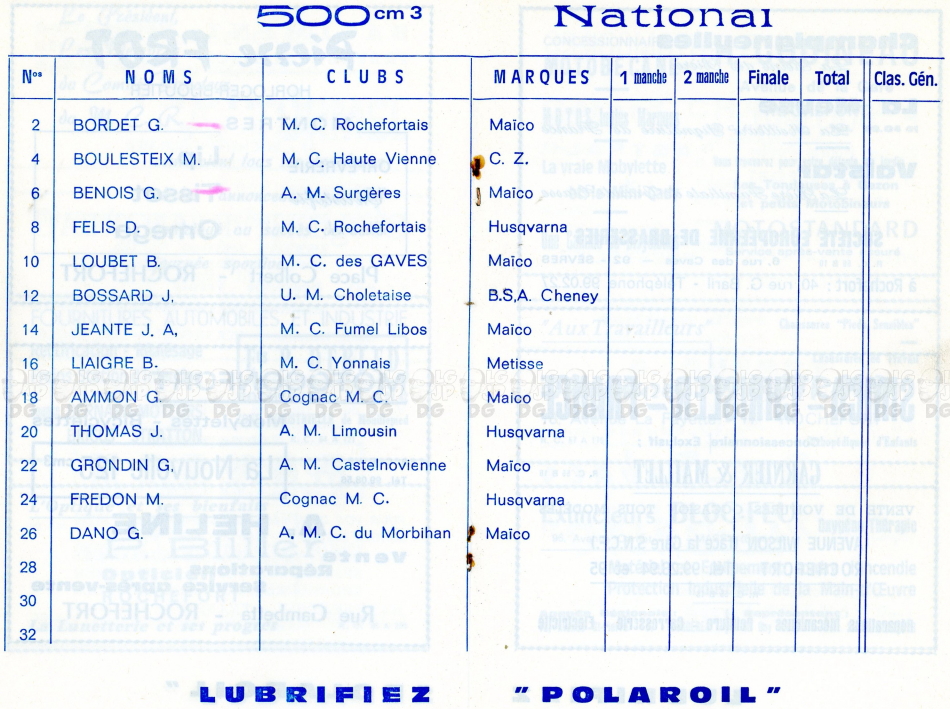 500 cm3 National
Nos NOMS CLUBS MARQUES 1 manche 2 manche Finale Total Clas. Gén.
2 BORDET G. M. C. Rochefortais Maïco
4 BOULESTEIX M. M. C. Haute Vienne C. Z.
6 BENOIS G. A. M. Surgères Maïco
8 FELIS D. M. C. Rochefortais Husqvarna
10 LOUBET B. M. C. des GAVES Maïco
12 BOSSARD J, U. M. Choletaise B.S,A. Cheney
14 JEANTE J. A, M. C. Fumel Libos Maïco
16 LIAIGRE B. M. C. Yonnais Metisse
18 AMMON G. Cognac M. C. Maico
20 THOMAS J. A. M. Limousin Husqvarna
22 GRONDIN G, A. M. Castelnovienne Maïco
24 FREDON M. Cognac M. C. Husqvarna
26 DANO G. A. M. C. du Morbihan Maïco
28
30
32
LUBRIFIEZ "POLAROIL"